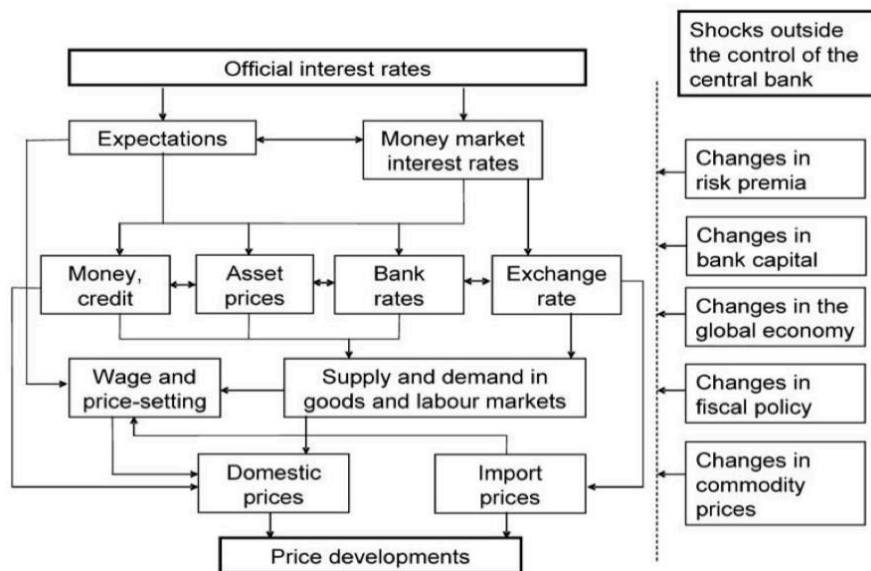 Official interest rates
Expectations
Money market
interest rates
Money,
credit
Asset
prices
Bank
rates
Exchange
rate
Wage and
price-setting
Supply and demand in
goods and labour markets
Domestic
prices
Import
prices
Price developments
Shocks outside
the control of the
central bank
Changes in
risk premia
Changes in
bank capital
Changes in the
global economy
Changes in
fiscal policy
Changes in
commodity
prices